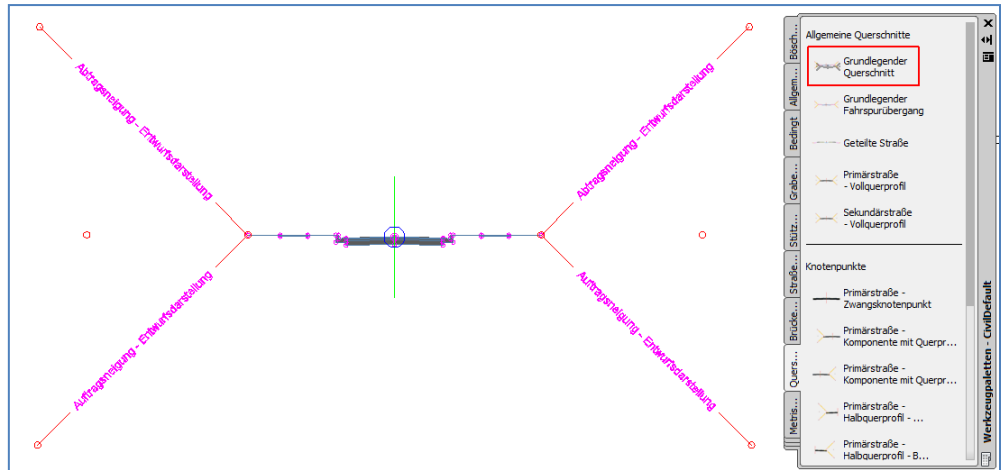 Abtragsneigung - Entwurfsdarstellung
Abtragsneigung - Entwurfsdarstellung
Auftragsneigung - Entwurfsdarstellung
Auftragsneigung - Entwurfsdarstellung
Bösch...
Allgem...
Bedingt
Grabe...
Stütz...
Straße...
Brücke...
Quers...
Metris...
Allgemeine Querschnitte
Grundlegender
Querschnitt
Grundlegender
Fahrspurübergang
Geteilte Straße
Primärstraße
- Vollquerprofil
Sekundärstraße
- Vollquerprofil
Knotenpunkte
Primärstraße -
Zwangsknotenpunkt
Primärstraße -
Komponente mit Querpr...
Primärstraße -
Komponente mit Querpr...
Primärstraße -
Halbquerprofil - ...
Primärstraße -
Halbquerprofil - B...
Werkzeugpaletten - CivilDefault